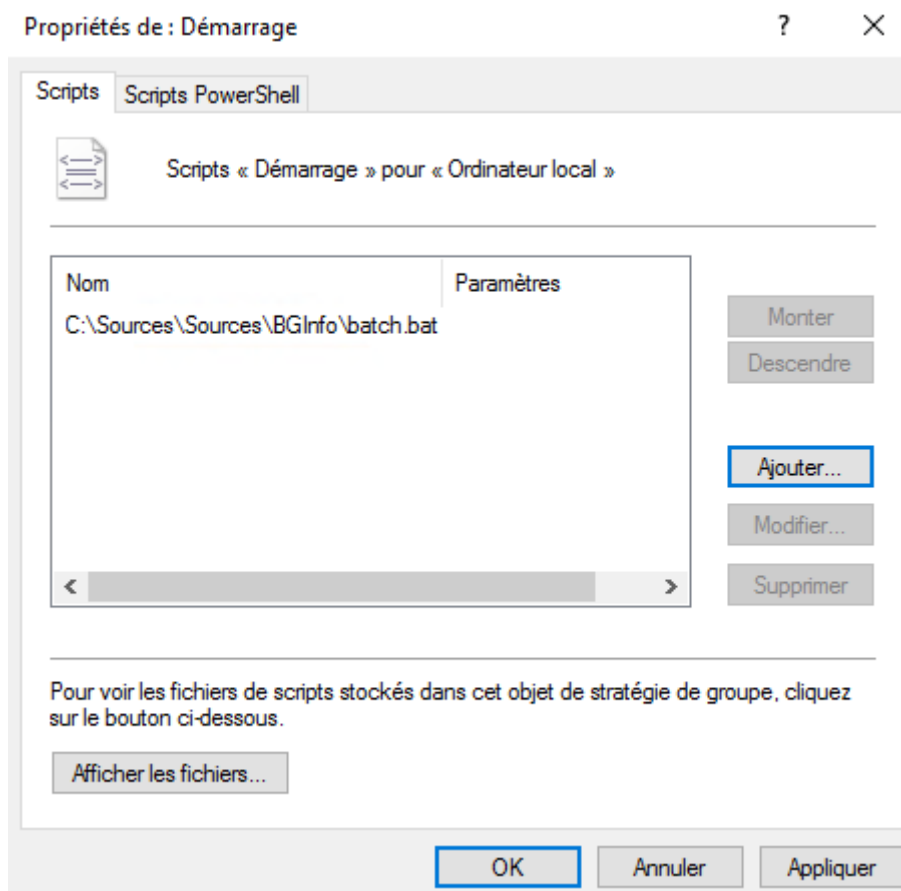 Propriétés de : Démarrage
?
Scripts
Scripts PowerShell
Scripts « Démarrage » pour « Ordinateur local »
Nom
Paramètres
C:\Sources\Sources\BGInfo\batch.bat
Monter
Descendre
Ajouter...
Modifier...
Supprimer
Pour voir les fichiers de scripts stockés dans cet objet de stratégie de groupe, cliquez
sur le bouton ci-dessous.
Afficher les fichiers...
OK
Annuler
Appliquer